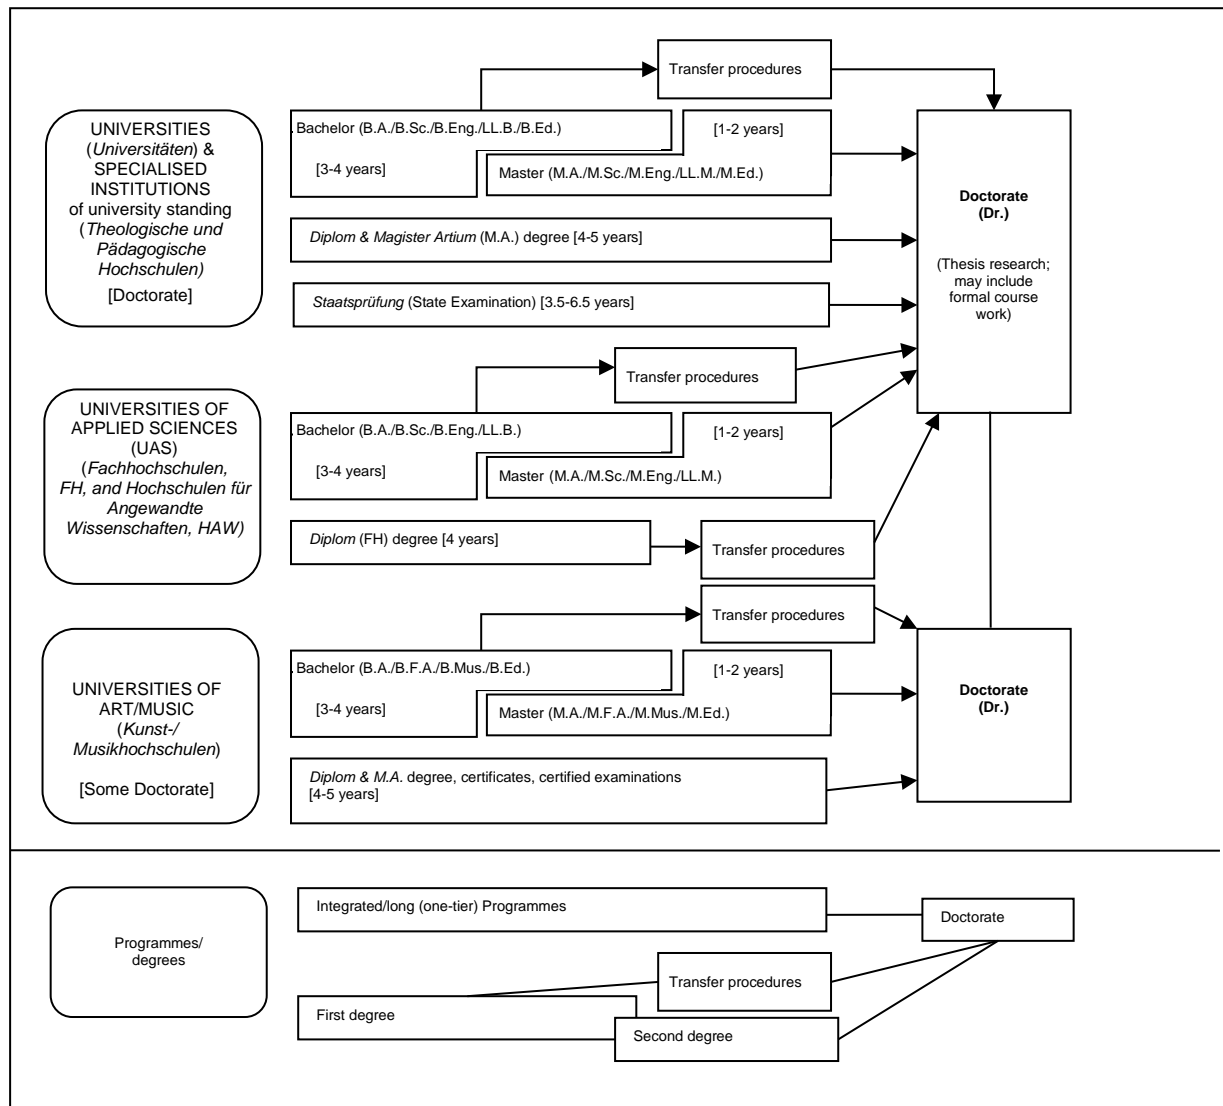 Transfer procedures
UNIVERSITIES
(Universitäten) &
SPECIALISED
INSTITUTIONS
of university standing
(Theologische und
Pädagogische
Hochschulen)
[Doctorate]
. Bachelor (B.A./B.Sc./B.Eng./LL.B./B.Ed.)
[3-4 years]
[1-2 years]
Master (M.A./M.Sc./M.Eng./LL.M./M.Ed.)
Diplom & Magister Artium (M.A.) degree [4-5 years]
Staatsprüfung (State Examination) [3.5-6.5 years]
Doctorate
(Dr.)
(Thesis research;
may include
formal course
work)
Transfer procedures
UNIVERSITIES OF
APPLIED SCIENCES
(UAS)
(Fachhochschulen,
FH, and Hochschulen für
Angewandte
Wissenschaften, HAW)
. Bachelor (B.A./B.Sc./B.Eng./LL.B.)
[3-4 years]
[1-2 years]
Master (M.A./M.Sc./M.Eng./LL.M.)
Diplom (FH) degree [4 years]
Transfer procedures
Transfer procedures
UNIVERSITIES OF
ART/MUSIC
(Kunst-/
Musikhochschulen)
[Some Doctorate]
. Bachelor (B.A./B.F.A./B.Mus./B.Ed.)
[3-4 years]
[1-2 years]
Master (M.A./M.F.A./M.Mus./M.Ed.)
Diplom & M.A. degree, certificates, certified examinations
[4-5 years]
Doctorate
(Dr.)
Programmes/
degrees
Integrated/long (one-tier) Programmes
Doctorate
Transfer procedures
First degree
Second degree